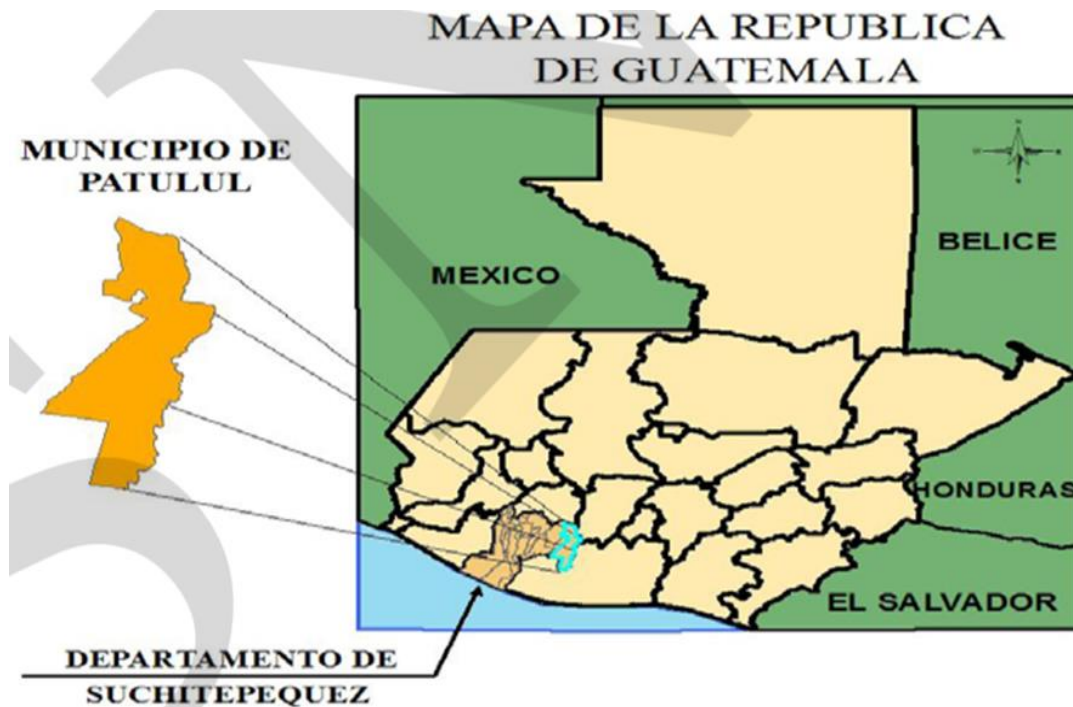 MAPA DE LA REPUBLICA
DE GUATEMALA
MUNICIPIO DE
PATULUL
MEXICO
BELICE
HONDURAS
EL SALVADOR
DEPARTAMENTO DE
SUCHITEPEQUEZ